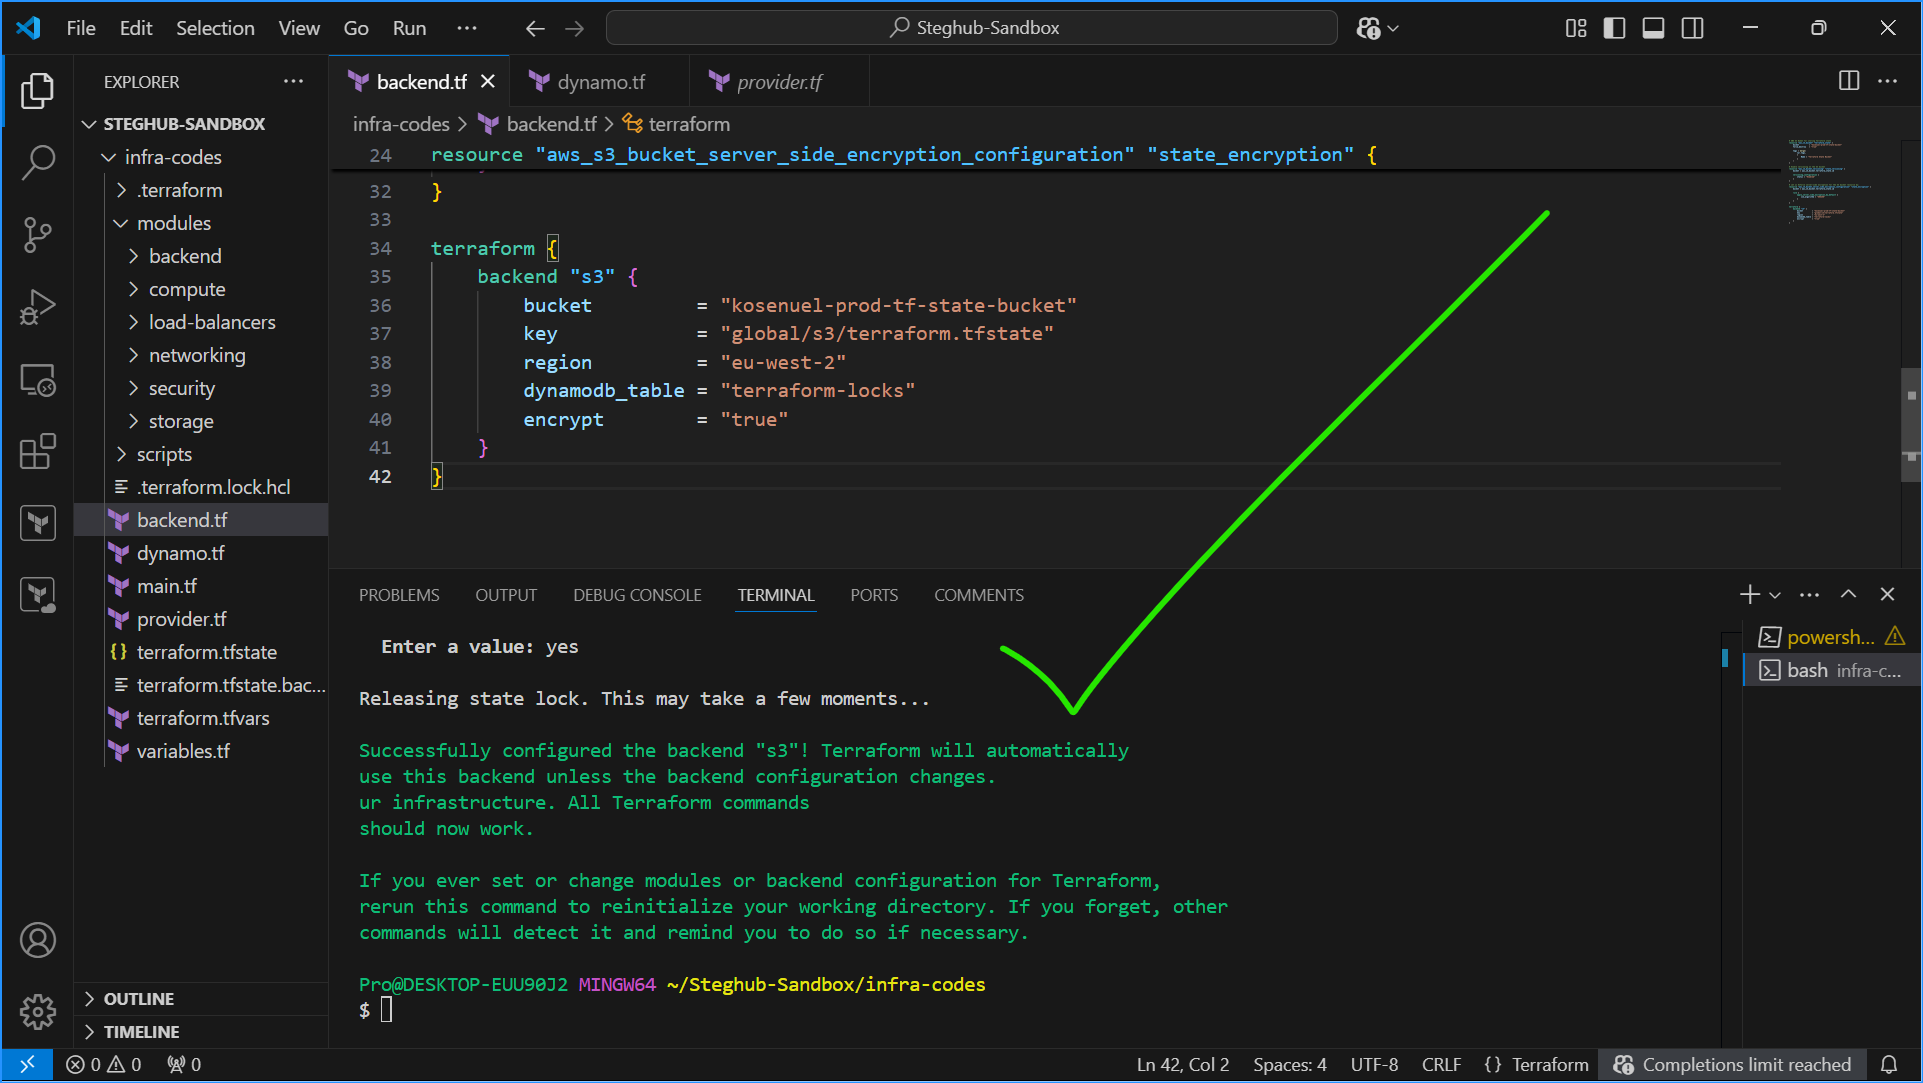 File Edit Selection View Go Run ···
Steghub-Sandbox
EXPLORER
STEGHUB-SANDBOX
infra-codes
.terraform
modules
backend
compute
load-balancers
networking
security
storage
scripts
.terraform.lock.hcl
backend.tf
dynamo.tf
main.tf
provider.tf
terraform.tfstate
terraform.tfstate.bac...
terraform.tfvars
variables.tf
OUTLINE
TIMELINE
backend.tf dynamo.tf provider.tf
infra-codes > backend.tf > terraform
24 resource "aws_s3_bucket_server_side_encryption_configuration" "state_encryption" {
32 }
33
34 terraform {
35 backend "s3" {
36 bucket = "kosenuel-prod-tf-state-bucket"
37 key = "global/s3/terraform.tfstate"
38 region = "eu-west-2"
39 dynamodb_table = "terraform-locks"
40 encrypt = "true"
41 }
42 }
PROBLEMS OUTPUT DEBUG CONSOLE TERMINAL PORTS COMMENTS
powersh...
bash infra-c...
Enter a value: yes
Releasing state lock. This may take a few moments...
Successfully configured the backend "s3"! Terraform will automatically
use this backend unless the backend configuration changes.
ur infrastructure. All Terraform commands
should now work.
If you ever set or change modules or backend configuration for Terraform,
rerun this command to reinitialize your working directory. If you forget, other
commands will detect it and remind you to do so if necessary.
Pro@DESKTOP-EUU90J2 MINGW64 ~/Steghub-Sandbox/infra-codes
$
0 0 0 Ln 42, Col 2 Spaces: 4 UTF-8 CRLF {} Terraform Completions limit reached